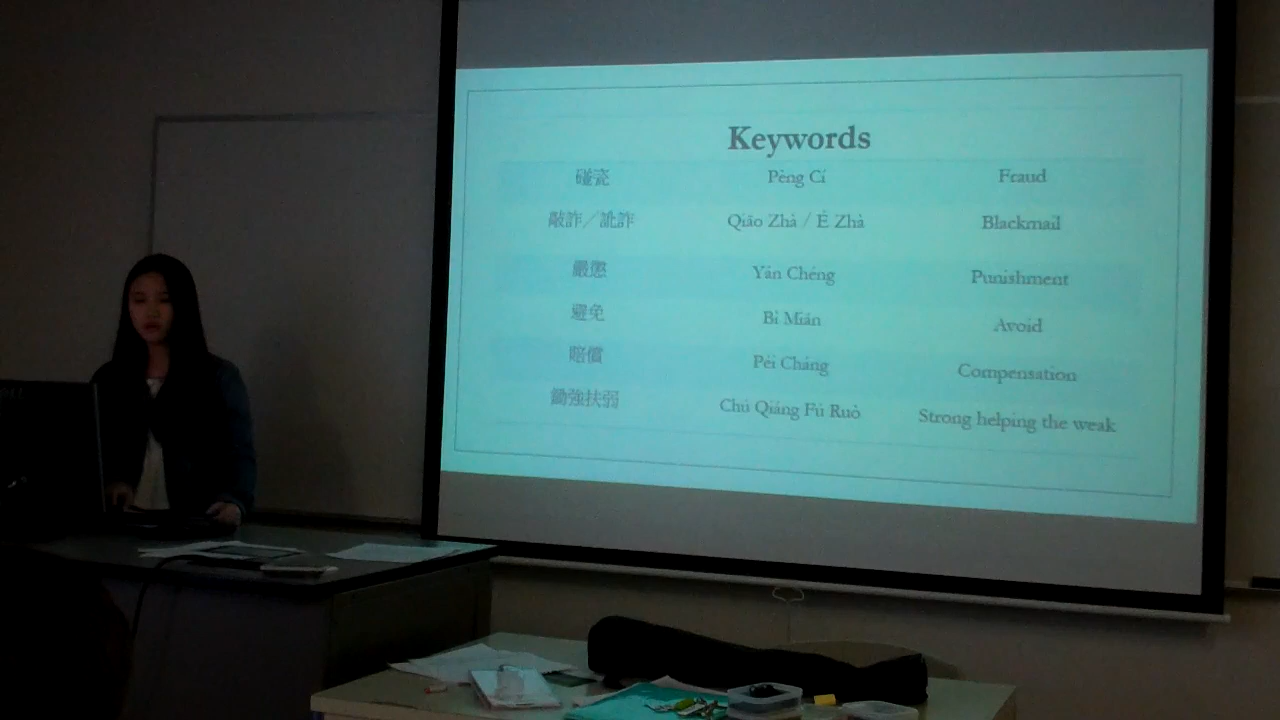 Keywords
碰瓷 Pèng Cí Fraud
敲詐／訛詐 Qiāo Zhà / É Zhà Blackmail
嚴懲 Yán Chéng Punishment
避免 Bì Mián Avoid
賠償 Péi Cháng Compensation
鋤強扶弱 Chú Qiáng Fú Ruò Strong helping the weak